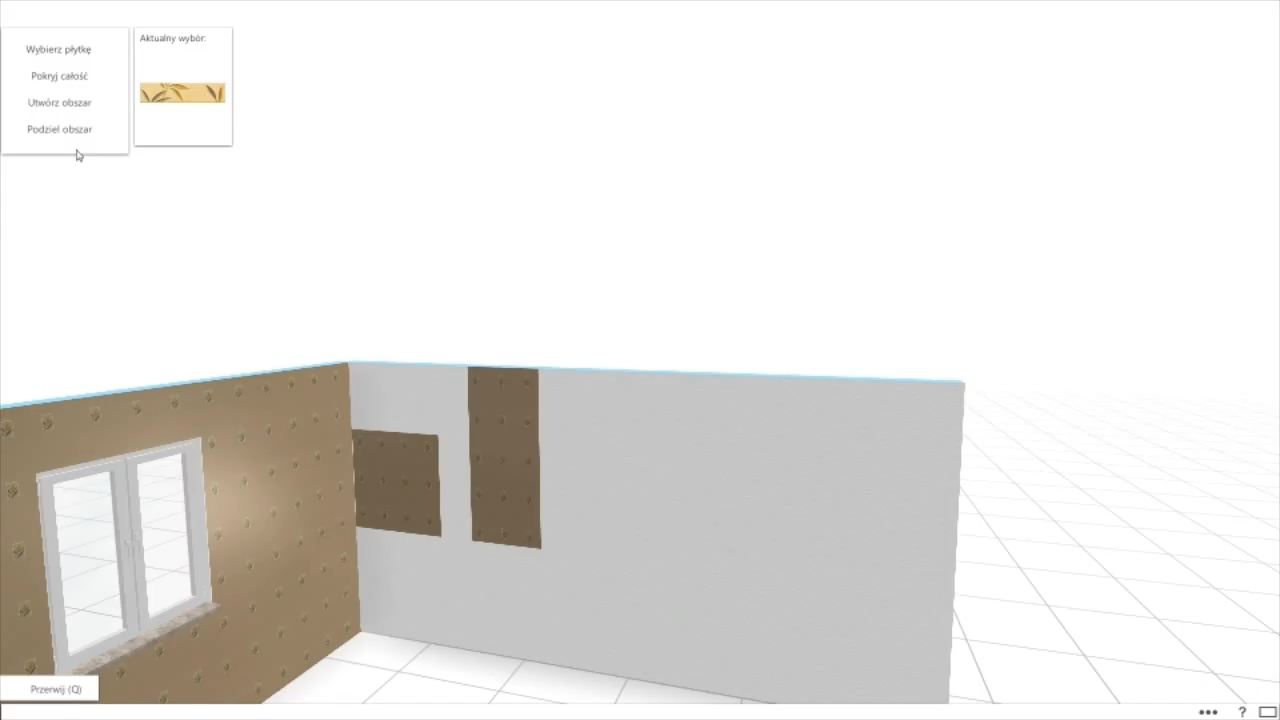 Wybierz płytkę
Pokryj całość
Utwórz obszar
Podziel obszar
Aktualny wybór:
Przerwij (Q)
?